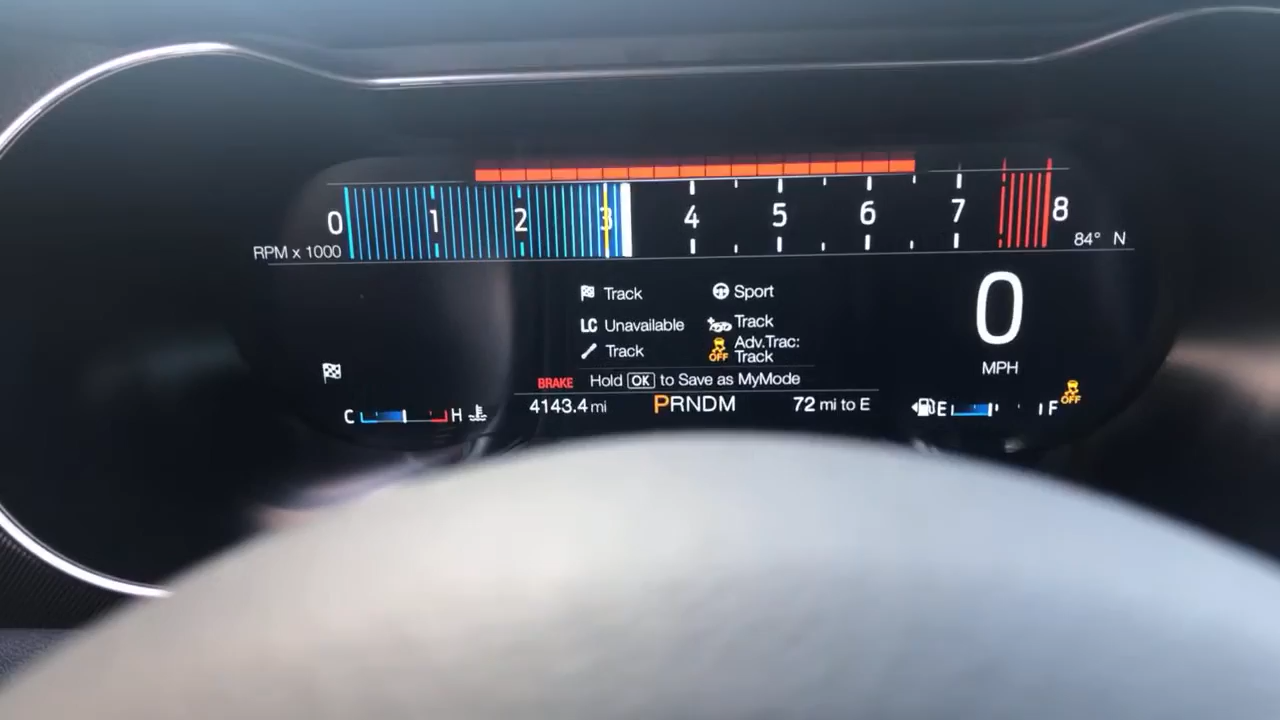 0 1 2 3 4 5 6 7 8
RPM x 1000
84° N
Track Sport
LC Unavailable Track
Track OFF Adv.Trac: Track
0
MPH
BRAKE Hold OK to Save as MyMode
4143.4 mi PRNDM 72 mi to E
C H E F OFF